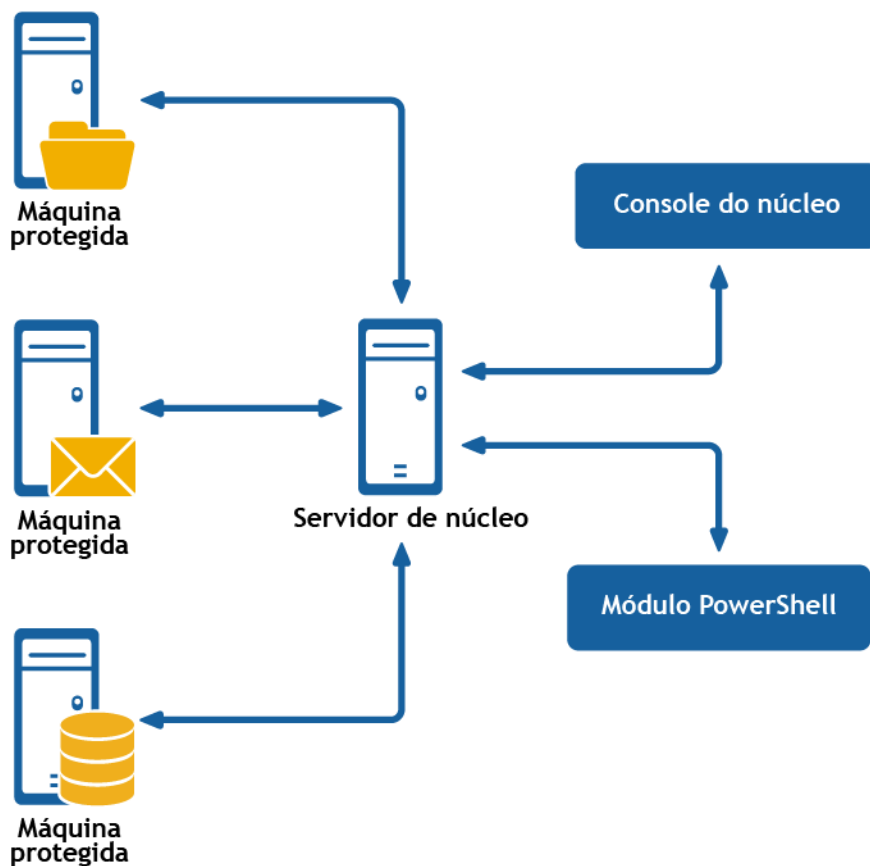 Máquina
protegida
Console do núcleo
Máquina
protegida
Servidor de núcleo
Módulo PowerShell
Máquina
protegida